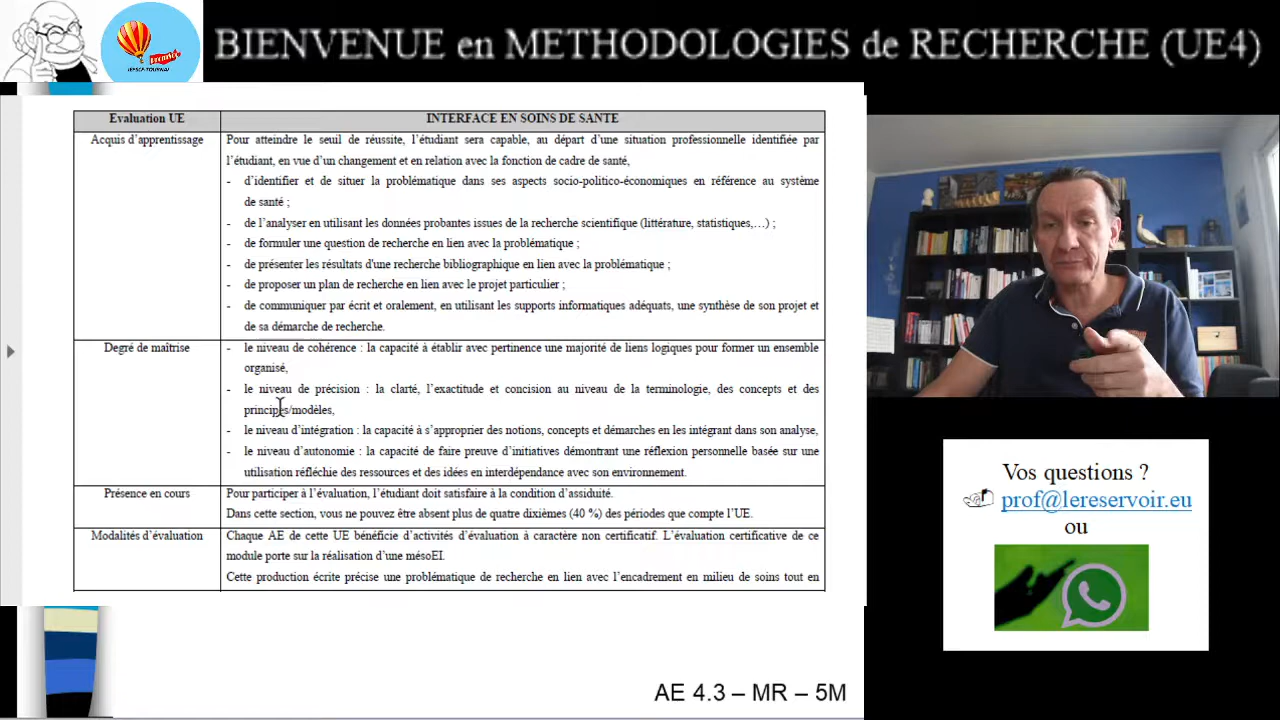 BIENVENUE en METHODOLOGIES de RECHERCHE (UE4)
Promsoc
IEPSCF-TOURNAI
Evaluation UE
INTERFACE EN SOINS DE SANTE
Acquis d’apprentissage
Pour atteindre le seuil de réussite, l’étudiant sera capable, au départ d’une situation professionnelle identifiée par
l’étudiant, en vue d’un changement et en relation avec la fonction de cadre de santé,
- d’identifier et de situer la problématique dans ses aspects socio-politico-économiques en référence au système
de santé ;
- de l’analyser en utilisant les données probantes issues de la recherche scientifique (littérature, statistiques,…) ;
- de formuler une question de recherche en lien avec la problématique ;
- de présenter les résultats d'une recherche bibliographique en lien avec la problématique ;
- de proposer un plan de recherche en lien avec le projet particulier ;
- de communiquer par écrit et oralement, en utilisant les supports informatiques adéquats, une synthèse de son projet et
de sa démarche de recherche.
Degré de maîtrise
- le niveau de cohérence : la capacité à établir avec pertinence une majorité de liens logiques pour former un ensemble
organisé,
- le niveau de précision : la clarté, l’exactitude et concision au niveau de la terminologie, des concepts et des
principes/modèles,
- le niveau d’intégration : la capacité à s’approprier des notions, concepts et démarches en les intégrant dans son analyse,
- le niveau d’autonomie : la capacité de faire preuve d’initiatives démontrant une réflexion personnelle basée sur une
utilisation réfléchie des ressources et des idées en interdépendance avec son environnement.
Présence en cours
Pour participer à l’évaluation, l’étudiant doit satisfaire à la condition d’assiduité.
Dans cette section, vous ne pouvez être absent plus de quatre dixièmes (40 %) des périodes que compte l’UE.
Modalités d’évaluation
Chaque AE de cette UE bénéficie d’activités d’évaluation à caractère non certificatif. L’évaluation certificative de ce
module porte sur la réalisation d’une mésoEI.
Cette production écrite précise une problématique de recherche en lien avec l’encadrement en milieu de soins tout en
Vos questions ?
prof@lereservoir.eu
ou
AE 4.3 – MR – 5M